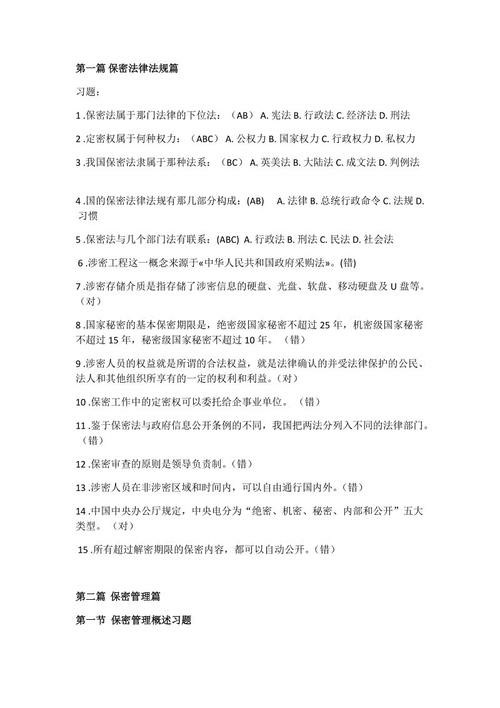 第一篇 保密法律法规篇
习题：
1 .保密法属于那门法律的下位法：（AB） A. 宪法 B. 行政法 C. 经济法 D. 刑法
2 .定密权属于何种权力：（ABC） A. 公权力 B. 国家权力 C. 行政权力 D. 私权力
3 .我国保密法隶属于那种法系：（BC） A. 英美法 B. 大陆法 C. 成文法 D. 判例法
4 .国的保密法律法规有那几部分构成；(AB) A. 法律 B. 总统行政命令 C. 法规 D.
习惯
5 .保密法与几个部门法有联系：(ABC) A. 行政法 B. 刑法 C. 民法 D. 社会法
6 .涉密工程这一概念来源于«中华人民共和国政府采购法»。(错)
7 .涉密存储介质是指存储了涉密信息的硬盘、光盘、软盘、移动硬盘及 U 盘等。
（对）
8 .国家秘密的基本保密期限是，绝密级国家秘密不超过 25 年，机密级国家秘密
不超过 15 年，秘密级国家秘密不超过 10 年。 （错）
9 .涉密人员的权益就是所谓的合法权益，就是法律确认的并受法律保护的公民、
法人和其他组织所享有的一定的权利和利益。（对）
10 .保密工作中的定密权可以委托给企事业单位。 （错）
11 .鉴于保密法与政府信息公开条例的不同，我国把两法分列入不同的法律部门。
（错）
12 .保密审查的原则是领导负责制。（错）
13 .涉密人员在非涉密区域和时间内，可以自由通行国内外。（错）
14 .中国中央办公厅规定，中央电分为“绝密、机密、秘密、内部和公开”五大
类型。 （对）
15 .所有超过解密期限的保密内容，都可以自动公开。（错）
第二篇 保密管理篇
第一节 保密管理概述习题